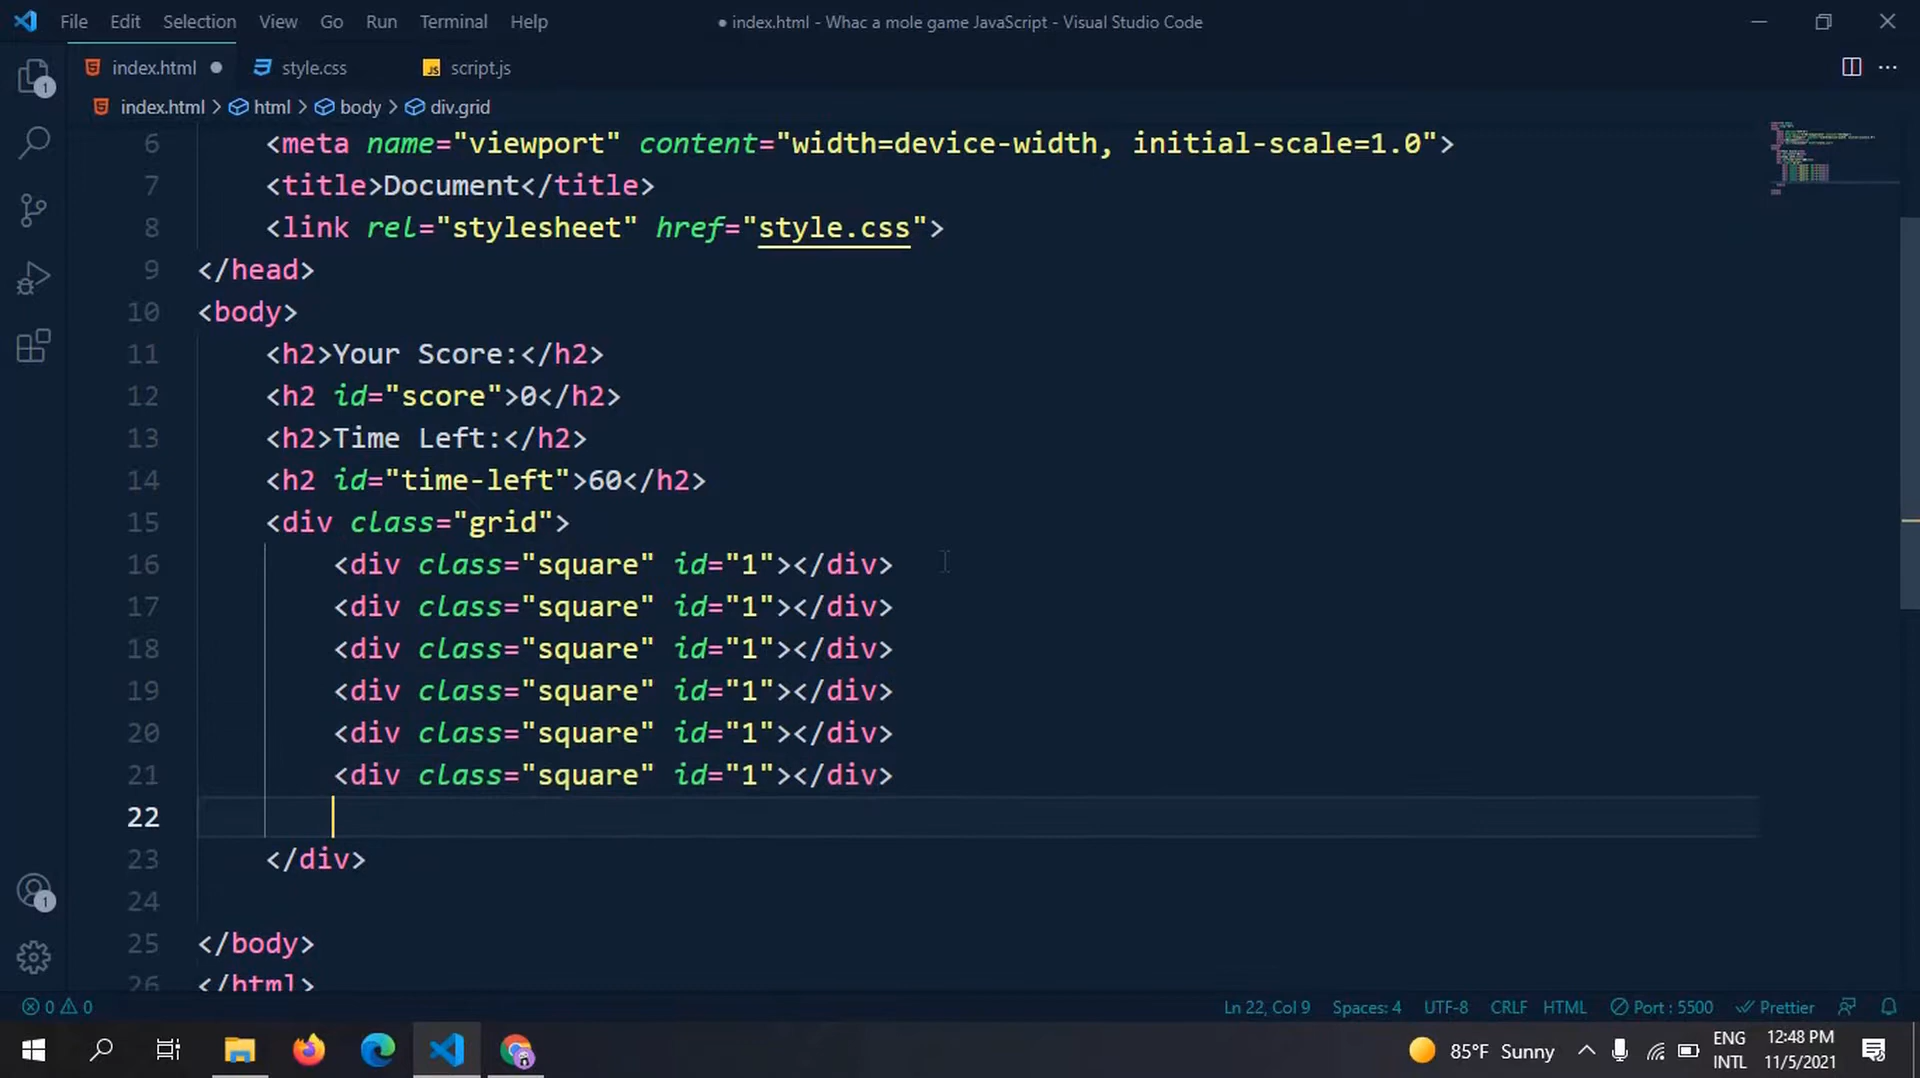 File Edit Selection View Go Run Terminal Help
● index.html - Whac a mole game JavaScript - Visual Studio Code
index.html ● style.css JS script.js
index.html > html > body > div.grid
6 <meta name="viewport" content="width=device-width, initial-scale=1.0">
7 <title>Document</title>
8 <link rel="stylesheet" href="style.css">
9 </head>
10 <body>
11 <h2>Your Score:</h2>
12 <h2 id="score">0</h2>
13 <h2>Time Left:</h2>
14 <h2 id="time-left">60</h2>
15 <div class="grid">
16 <div class="square" id="1"></div>
17 <div class="square" id="1"></div>
18 <div class="square" id="1"></div>
19 <div class="square" id="1"></div>
20 <div class="square" id="1"></div>
21 <div class="square" id="1"></div>
22
23 </div>
24
25 </body>
26 </html>
1
1
0 0 Ln 22, Col 9 Spaces: 4 UTF-8 CRLF HTML Port : 5500 Prettier
85°F Sunny ENG INTL 12:48 PM 11/5/2021